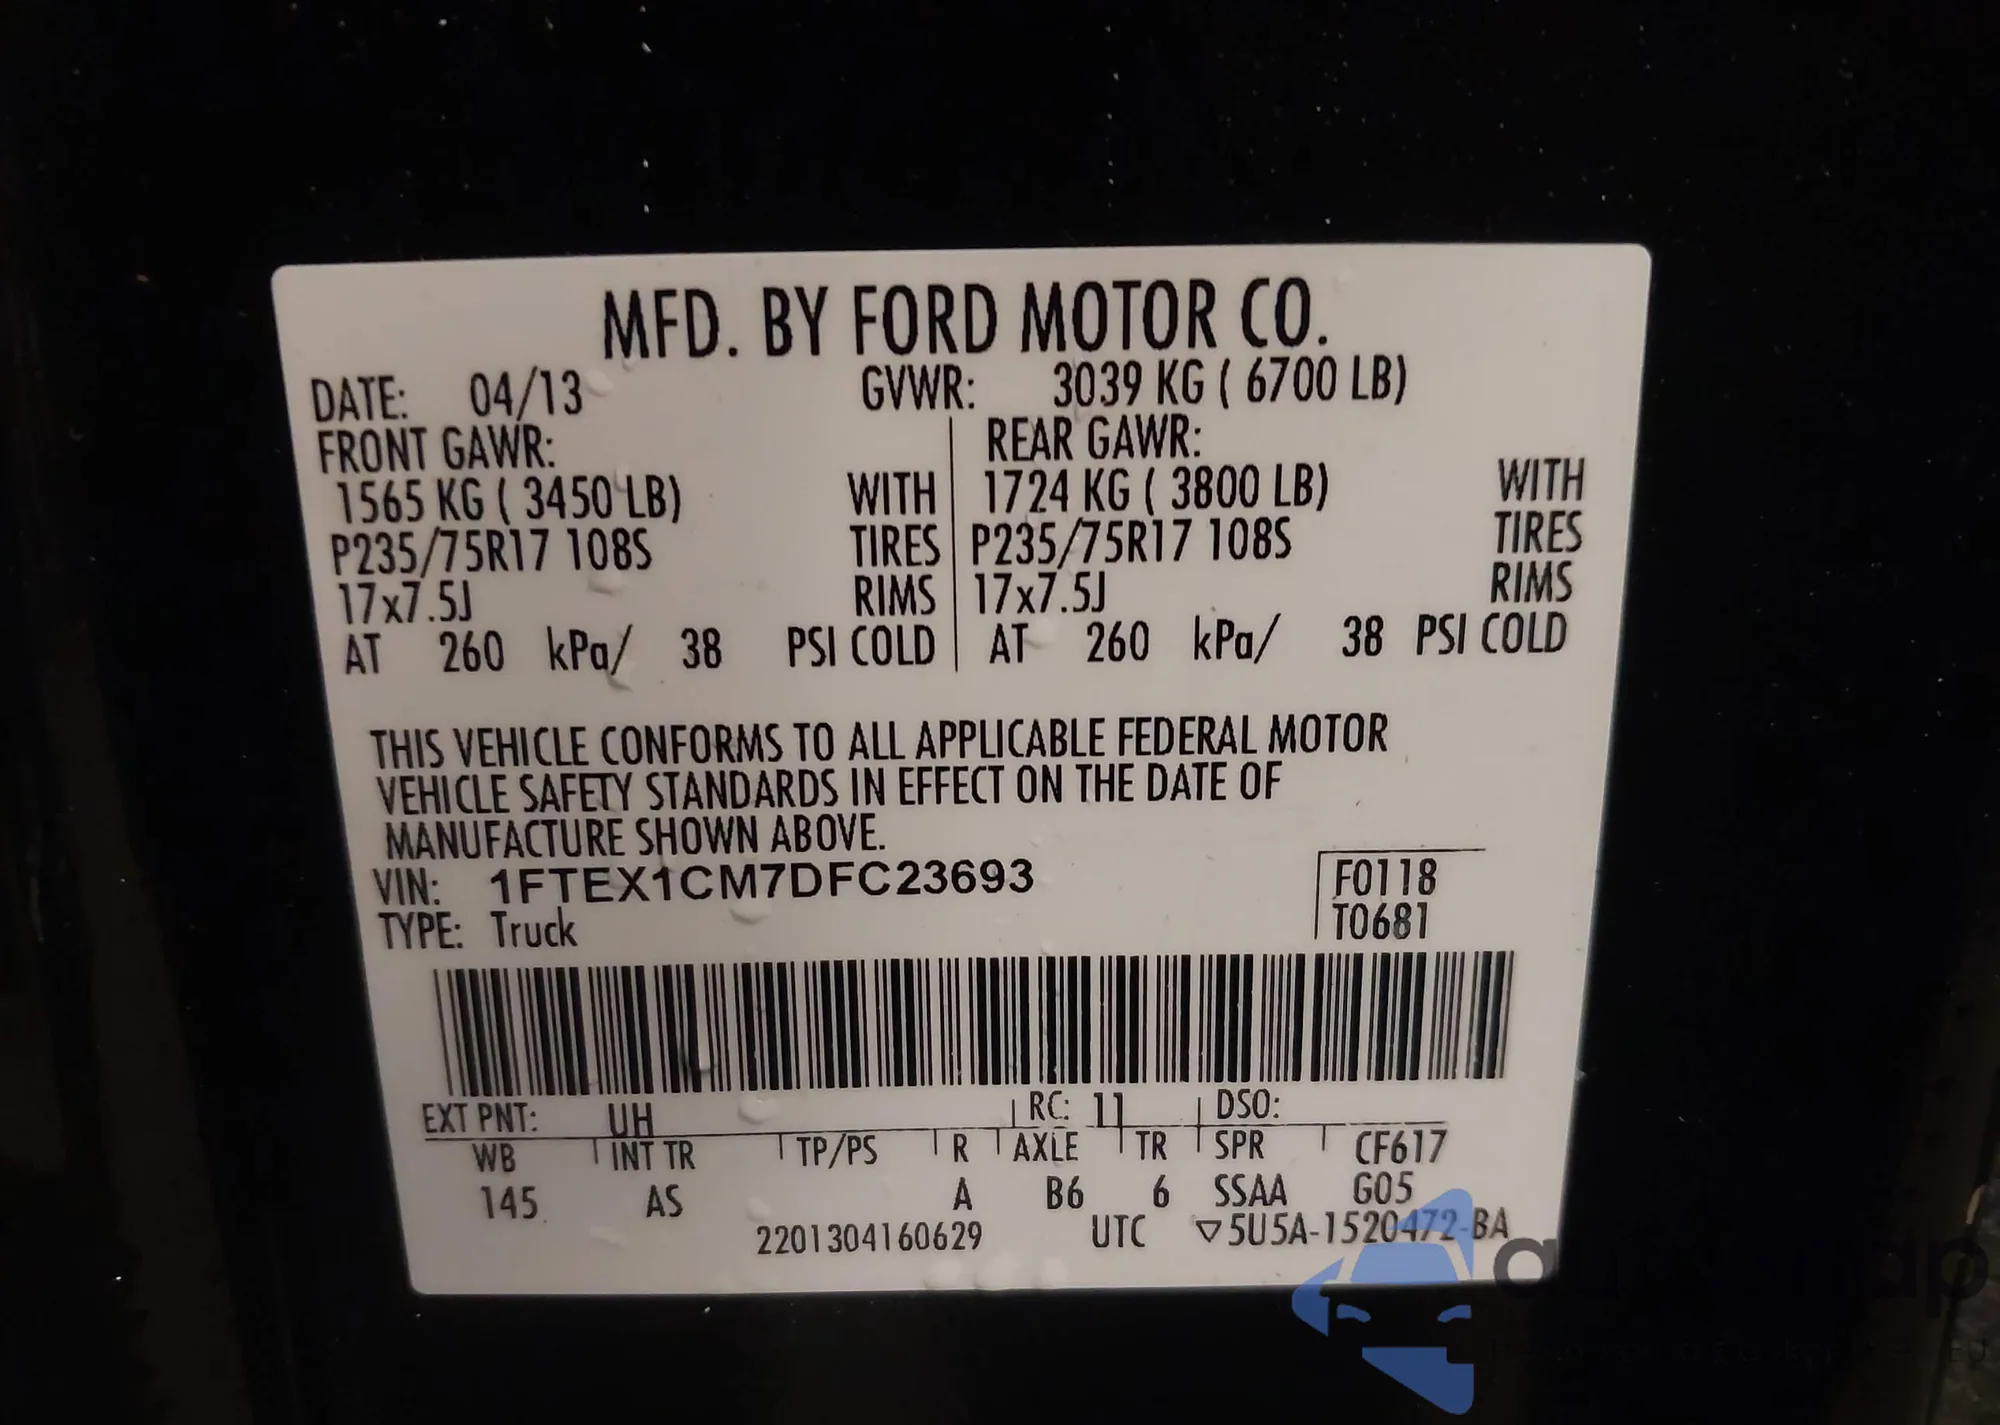 MFD. BY FORD MOTOR CO.
DATE: 04/13 GVWR: 3039 KG ( 6700 LB)
FRONT GAWR: REAR GAWR:
1565 KG ( 3450 LB) WITH 1724 KG ( 3800 LB) WITH
P235/75R17 108S TIRES P235/75R17 108S TIRES
17x7.5J RIMS 17x7.5J RIMS
AT 260 kPa/ 38 PSI COLD AT 260 kPa/ 38 PSI COLD
THIS VEHICLE CONFORMS TO ALL APPLICABLE FEDERAL MOTOR
VEHICLE SAFETY STANDARDS IN EFFECT ON THE DATE OF
MANUFACTURE SHOWN ABOVE.
VIN: 1FTEX1CM7DFC23693 F0118
TYPE: Truck T0681
EXT PNT: UH RC: 11 DSO:
WB INT TR TP/PS R AXLE TR SPR CF617
145 AS A B6 6 SSAA G05
2201304160629 UTC ▽5U5A-1520472-BA